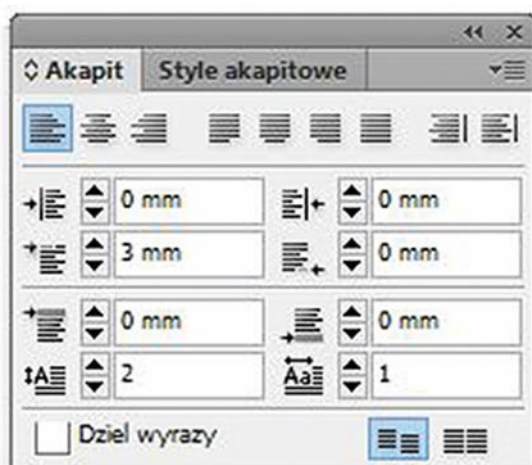 Akapit Style akapitowe
0 mm 0 mm
3 mm 0 mm
0 mm 0 mm
2 1
Dziel wyrazy